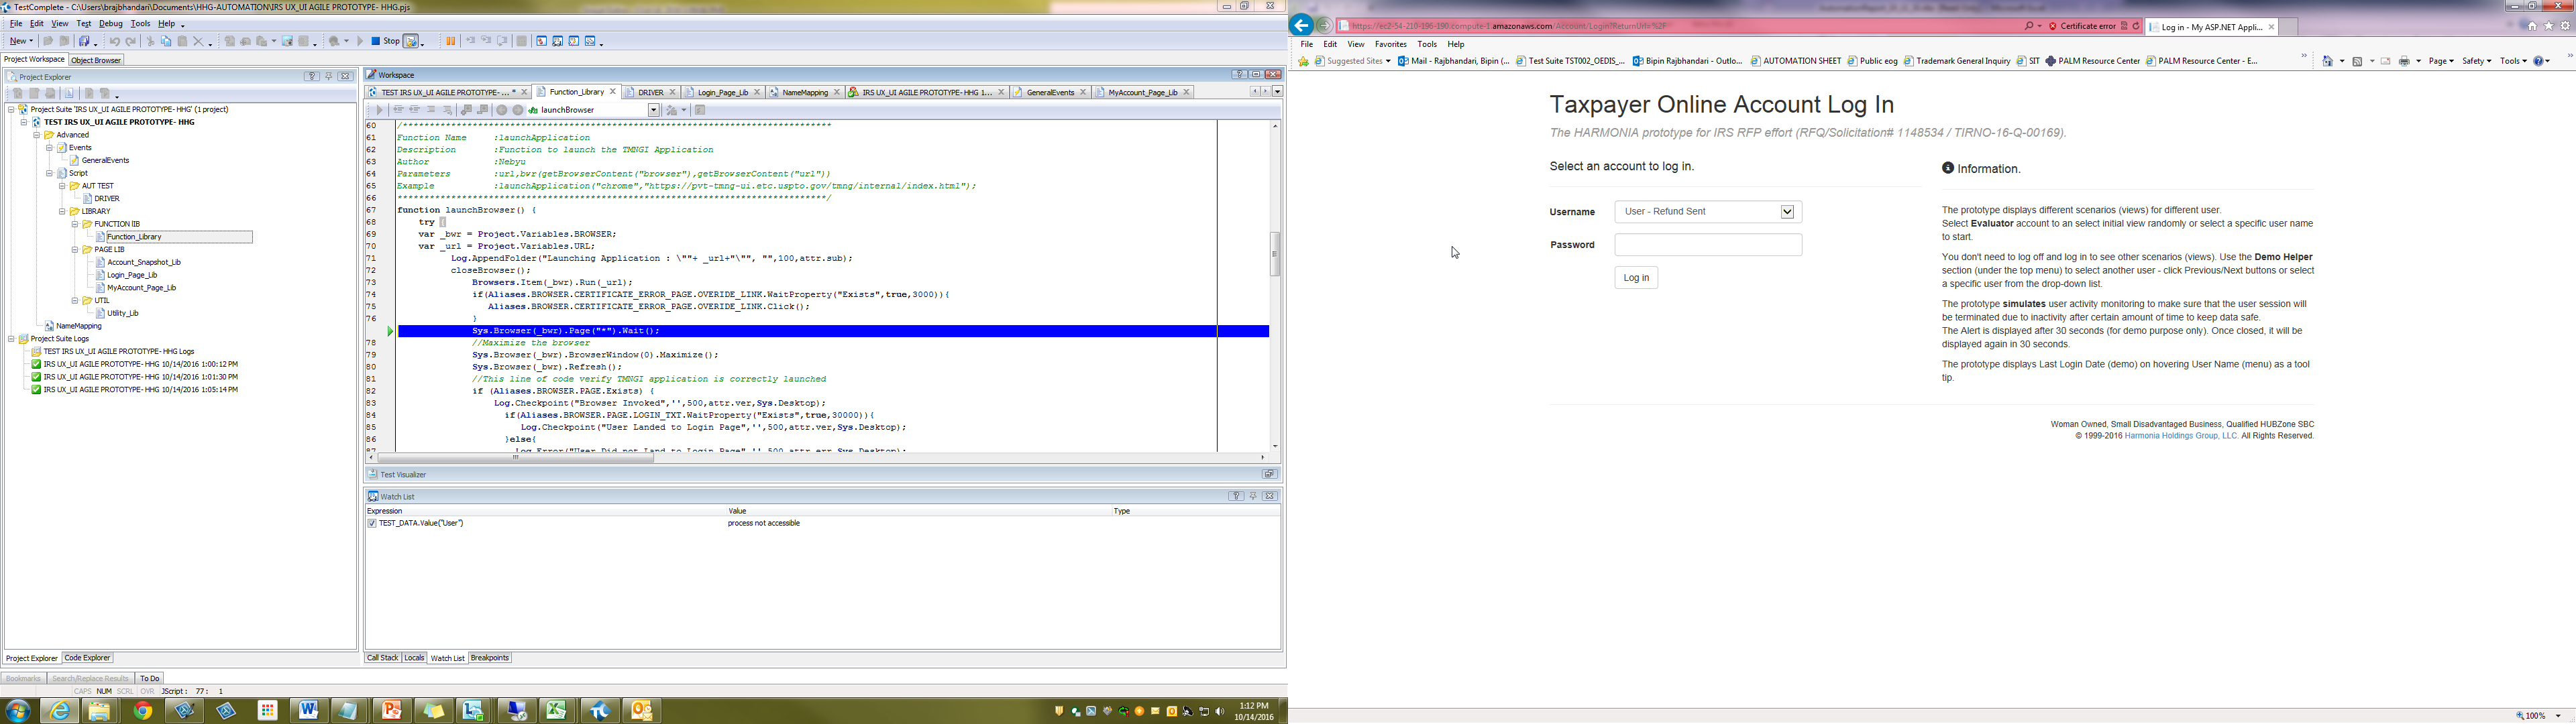 TestComplete - C:\Users\brajbhandari\Documents\HHG-AUTOMATION\IRS UX_UI AGILE PROTOTYPE- HHG.pjs
File Edit View Test Debug Tools Help
New Stop
Project Workspace Object Browser
Project Explorer
Project Suite 'IRS UX_UI AGILE PROTOTYPE-HHG' (1 project)
TEST IRS UX_UI AGILE PROTOTYPE- HHG
Advanced
Events
GeneralEvents
Script
AUT TEST
DRIVER
LIBRARY
FUNCTION lIB
Function_Library
PAGE LIB
Account_Snapshot_Lib
Login_Page_Lib
MyAccount_Page_Lib
UTIL
Utility_Lib
NameMapping
Project Suite Logs
TEST IRS UX_UI AGILE PROTOTYPE- HHG Logs
IRS UX_UI AGILE PROTOTYPE- HHG 10/14/2016 1:00:12 PM
IRS UX_UI AGILE PROTOTYPE- HHG 10/14/2016 1:01:30 PM
IRS UX_UI AGILE PROTOTYPE- HHG 10/14/2016 1:05:14 PM
Project Explorer Code Explorer
Bookmarks Search/Replace Results To Do
CAPS NUM SCRL OVR JScript : 77 : 1
Workspace
TEST IRS UX_UI AGILE PROTOTYPE- ... * Function_Library DRIVER Login_Page_Lib NameMapping IRS UX_UI AGILE PROTOTYPE-HHG 1... GeneralEvents MyAccount_Page_Lib
launchBrowser
60 /***********************************************************************************
61 Function Name :launchApplication
62 Description :Function to launch the TMNGI Application
63 Author :Nebyu
64 Parameters :url,bwr(getBrowserContent("browser"),getBrowserContent("url"))
65 Example :launchApplication("chrome","https://pvt-tmng-ui.etc.uspto.gov/tmng/internal/index.html");
66 ***********************************************************************************/
67 function launchBrowser() {
68 try {
69 var _bwr = Project.Variables.BROWSER;
70 var _url = Project.Variables.URL;
71 Log.AppendFolder("Launching Application : \""+ _url+"\"", "",100,attr.sub);
72 closeBrowser();
73 Browsers.Item(_bwr).Run(_url);
74 if(Aliases.BROWSER.CERTIFICATE_ERROR_PAGE.OVERIDE_LINK.WaitProperty("Exists",true,3000)){
75 Aliases.BROWSER.CERTIFICATE_ERROR_PAGE.OVERIDE_LINK.Click();
76 }
Sys.Browser(_bwr).Page("*").Wait();
78 //Maximize the browser
79 Sys.Browser(_bwr).BrowserWindow(0).Maximize();
80 Sys.Browser(_bwr).Refresh();
81 //This line of code verify TMNGI application is correctly launched
82 if (Aliases.BROWSER.PAGE.Exists) {
83 Log.Checkpoint("Browser Invoked",'',500,attr.ver,Sys.Desktop);
84 if(Aliases.BROWSER.PAGE.LOGIN_TXT.WaitProperty("Exists",true,30000)){
85 Log.Checkpoint("User Landed to Login Page",'',500,attr.ver,Sys.Desktop);
86 }else{
87 Log.Error("User Did not Land to Login Page",'',500,attr.err,Sys.Desktop);
Test Visualizer
Watch List
Expression Value Type
TEST_DATA.Value("User") process not accessible
Call Stack Locals Watch List Breakpoints
1:12 PM
10/14/2016
https://ec2-54-210-196-190.compute-1.amazonaws.com/Account/Login?ReturnUrl=%2F Certificate error Log in - My ASP.NET Appli...
File Edit View Favorites Tools Help
Suggested Sites Mail - Rajbhandari, Bipin (... Test Suite TST002_OEDIS_... Bipin Rajbhandari - Outlo... AUTOMATION SHEET Public eog Trademark General Inquiry SIT PALM Resource Center PALM Resource Center - E... Page Safety Tools
Taxpayer Online Account Log In
The HARMONIA prototype for IRS RFP effort (RFQ/Solicitation# 1148534 / TIRNO-16-Q-00169).
Select an account to log in.
Username User - Refund Sent
Password
Log in
Information.
The prototype displays different scenarios (views) for different user.
Select Evaluator account to an select initial view randomly or select a specific user name
to start.
You don't need to log off and log in to see other scenarios (views). Use the Demo Helper
section (under the top menu) to select another user - click Previous/Next buttons or select
a specific user from the drop-down list.
The prototype simulates user activity monitoring to make sure that the user session will
be terminated due to inactivity after certain amount of time to keep data safe.
The Alert is displayed after 30 seconds (for demo purpose only). Once closed, it will be
displayed again in 30 seconds.
The prototype displays Last Login Date (demo) on hovering User Name (menu) as a tool
tip.
Woman Owned, Small Disadvantaged Business, Qualified HUBZone SBC
© 1999-2016 Harmonia Holdings Group, LLC. All Rights Reserved.
100%